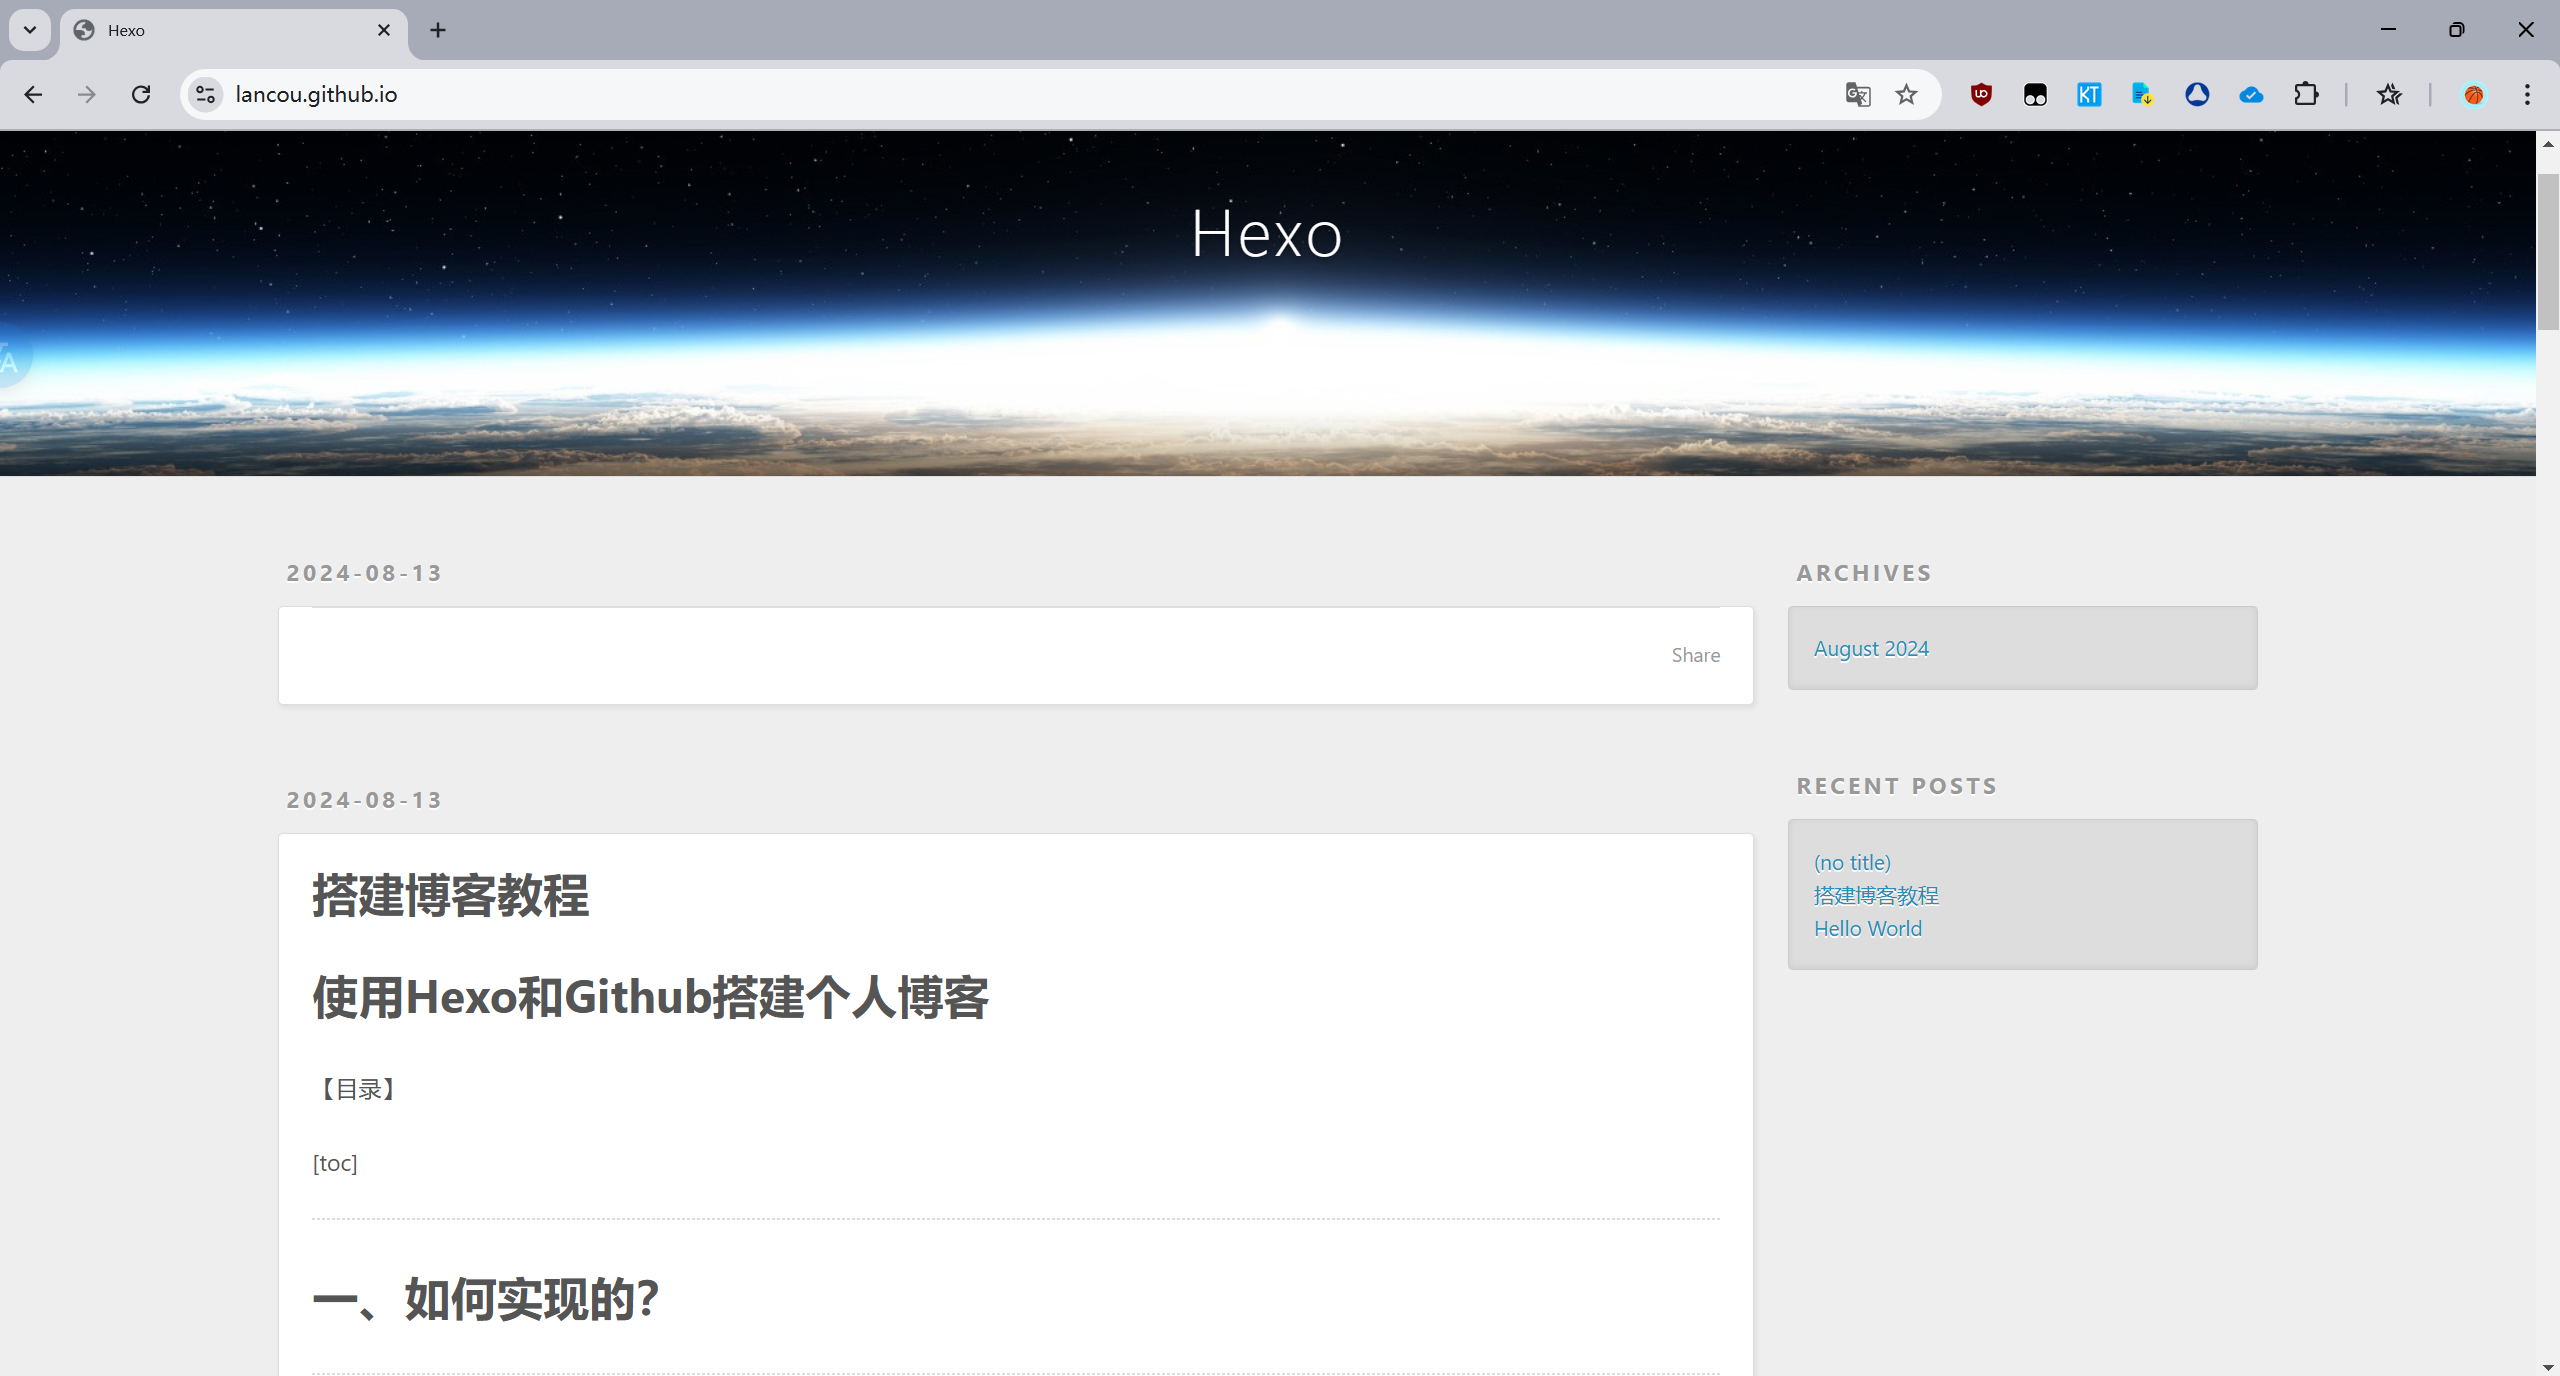 Hexo
lancou.github.io
Hexo
2024-08-13
Share
2024-08-13
搭建博客教程
使用Hexo和Github搭建个人博客
【目录】
[toc]
一、如何实现的？
ARCHIVES
August 2024
RECENT POSTS
(no title)
搭建博客教程
Hello World